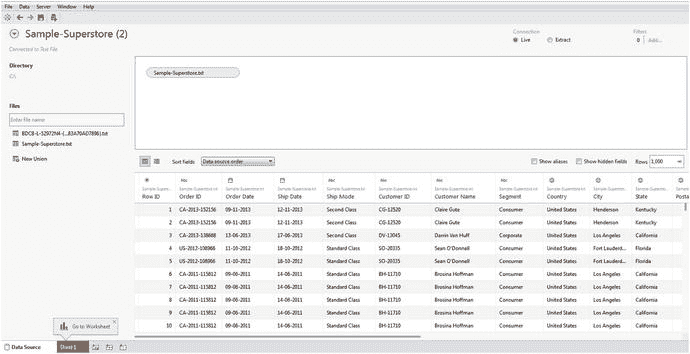 File Data Server Window Help
Sample-Superstore (2)
Connected to Text File
Connection
Live Extract
Filters
0 Add...
Directory
CA
Files
Enter file name
Sample-Superstore.txt
New Union
Sample-Superstore.txt
Sort fields Data source order Show aliases Show hidden fields Rows 1,000
Abc Abc Abc Abc Abc
Row ID Order ID Order Date Ship Date Ship Mode Customer ID Customer Name Segment Country City State Posta
1 CA-2013-152156 09-11-2013 12-11-2013 Second Class CG-12520 Claire Gute Consumer United States Henderson Kentucky
2 CA-2013-152156 09-11-2013 12-11-2013 Second Class CG-12520 Claire Gute Consumer United States Henderson Kentucky
3 CA-2013-138688 13-06-2013 17-06-2013 Second Class DV-13045 Darrin Van Huff Corporate United States Los Angeles California
4 US-2012-108966 11-10-2012 18-10-2012 Standard Class SO-20335 Sean O'Donnell Consumer United States Fort Lauderd... Florida
5 US-2012-108966 11-10-2012 18-10-2012 Standard Class SO-20335 Sean O'Donnell Consumer United States Fort Lauderd... Florida
6 CA-2011-115812 09-06-2011 14-06-2011 Standard Class BH-11710 Brosina Hoffman Consumer United States Los Angeles California
7 CA-2011-115812 09-06-2011 14-06-2011 Standard Class BH-11710 Brosina Hoffman Consumer United States Los Angeles California
8 CA-2011-115812 09-06-2011 14-06-2011 Standard Class BH-11710 Brosina Hoffman Consumer United States Los Angeles California
9 CA-2011-115812 09-06-2011 14-06-2011 Standard Class BH-11710 Brosina Hoffman Consumer United States Los Angeles California
10 CA-2011-115812 09-06-2011 14-06-2011 Standard Class BH-11710 Brosina Hoffman Consumer United States Los Angeles California
Go to Worksheet
Data Source Sheet 1